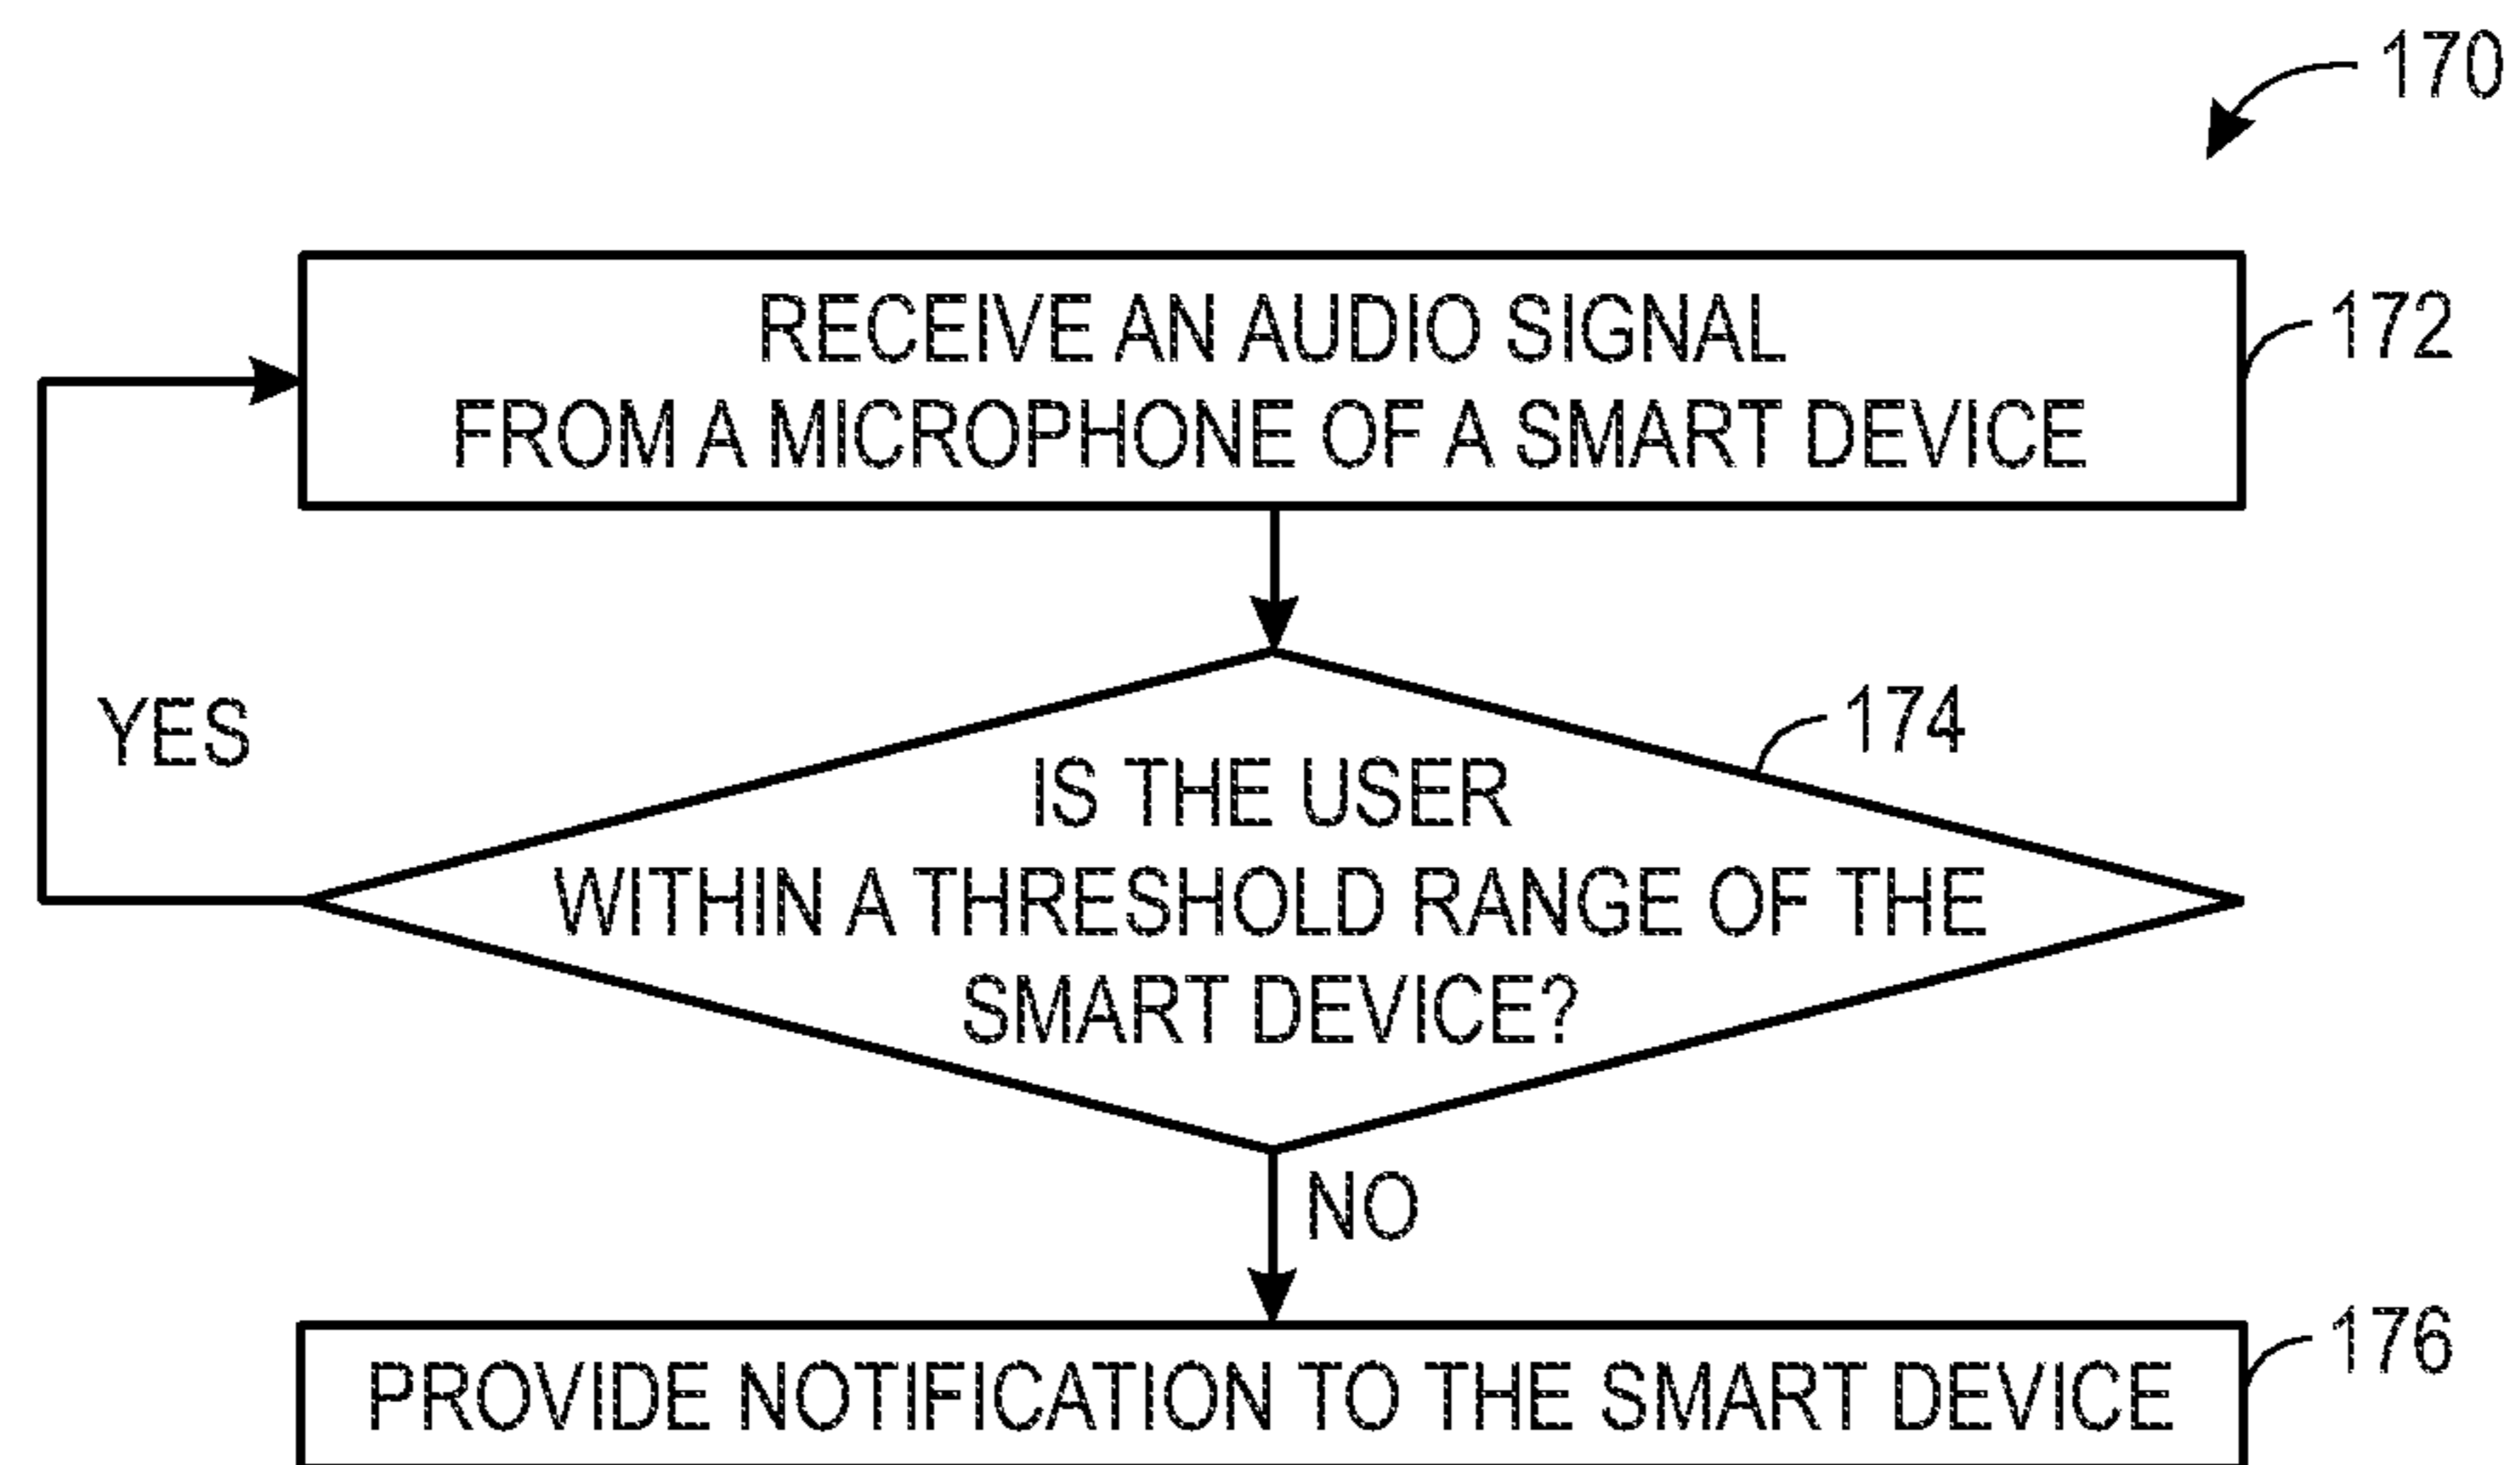 170
RECEIVE AN AUDIO SIGNAL
FROM A MICROPHONE OF A SMART DEVICE
172
YES
174
IS THE USER
WITHIN A THRESHOLD RANGE OF THE
SMART DEVICE?
NO
PROVIDE NOTIFICATION TO THE SMART DEVICE
176